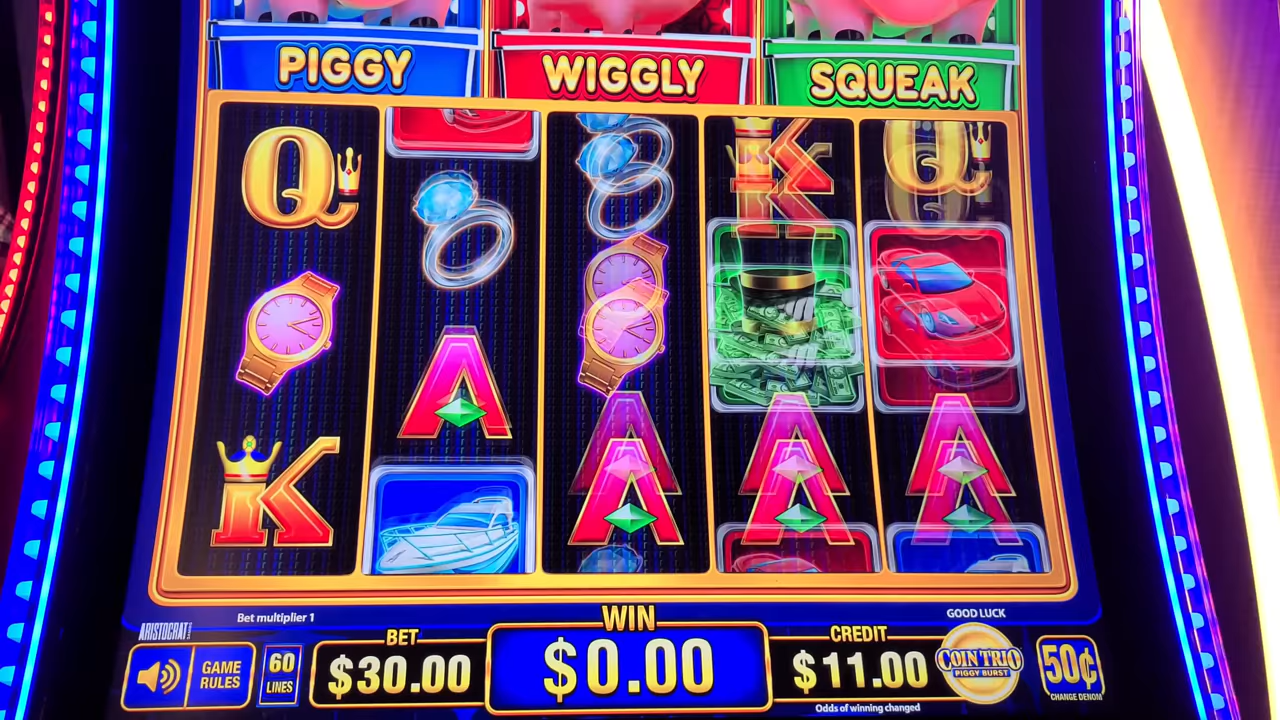 PIGGY
WIGGLY
SQUEAK
Q
K
Q
A
K
A
A
A
Bet multiplier 1
WIN
GOOD LUCK
ARISTOCRAT
GAME
RULES
60
LINES
BET
$30.00
$0.00
CREDIT
$11.00
COIN TRIO
PIGGY BURST
50¢
CHANGE DENOM
Odds of winning changed